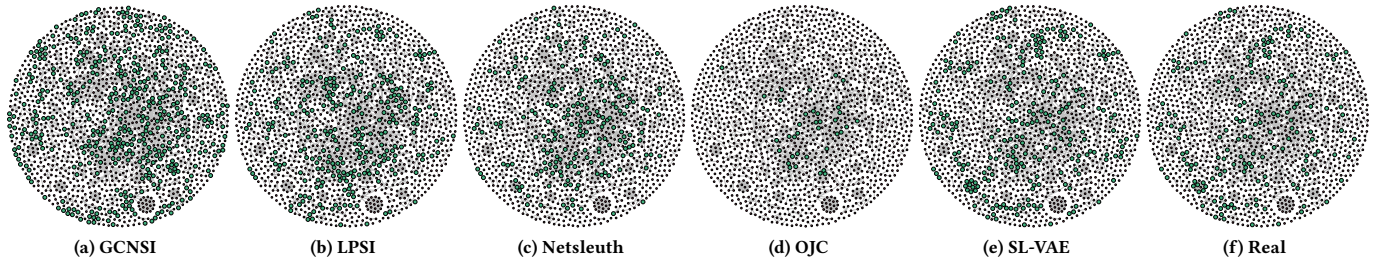 (a) GCNSI
(b) LPSI
(c) Netsleuth
(d) OJC
(e) SL-VAE
(f) Real